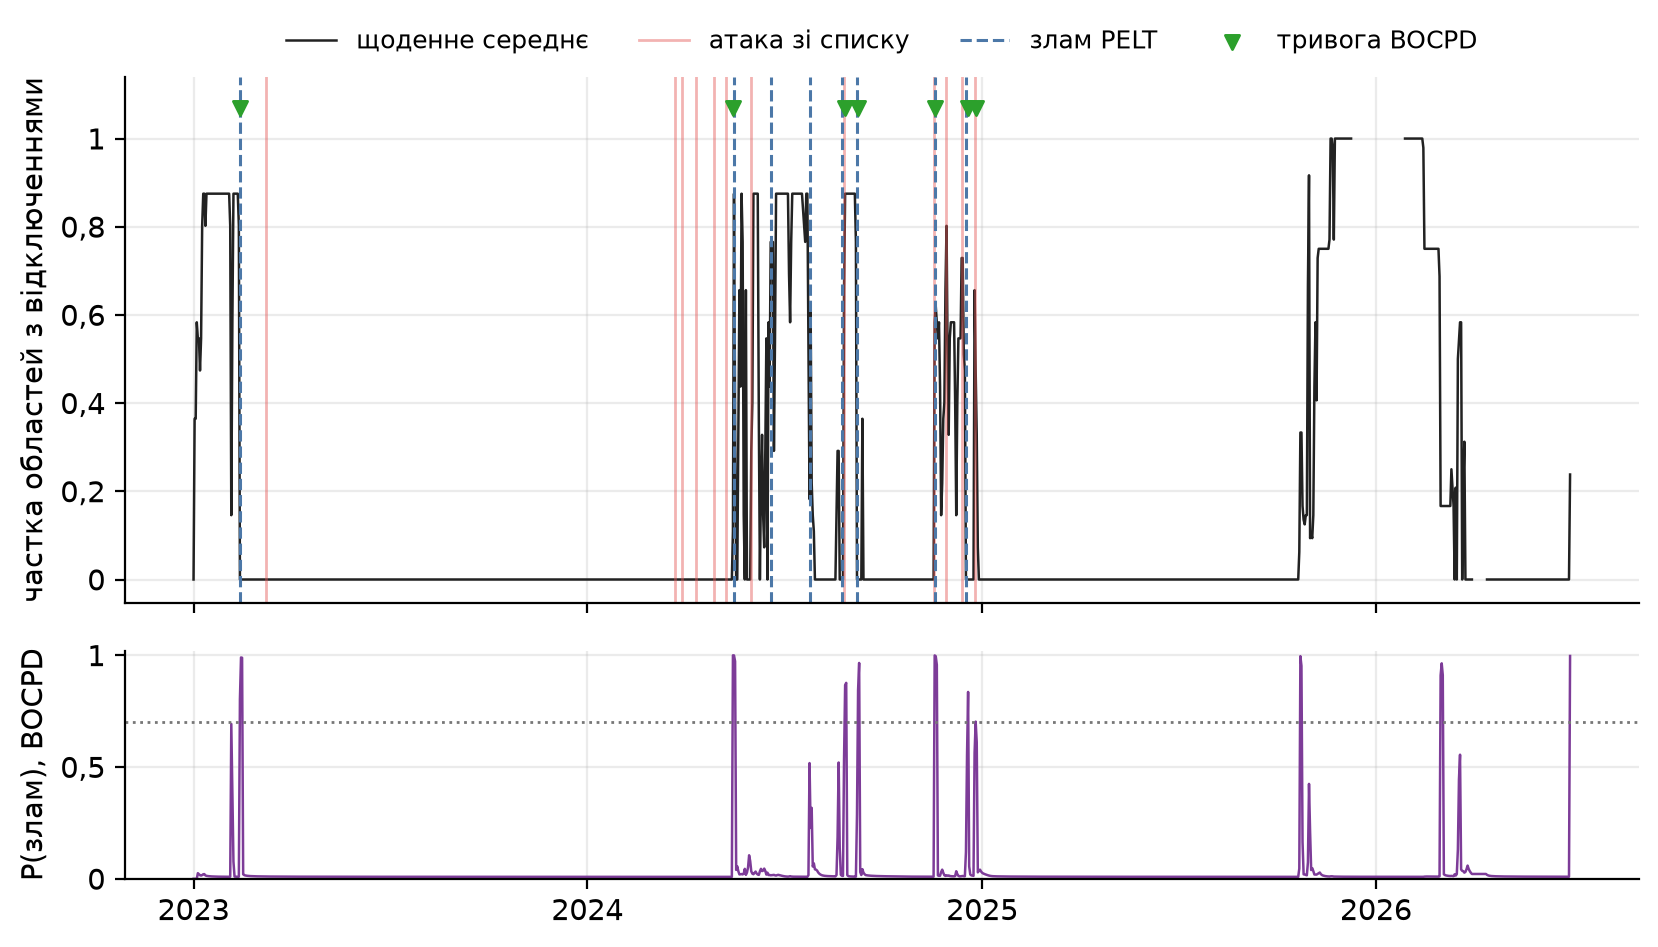 щоденне середнє
атака зі списку
злам PELT
тривога BOCPD
частка областей з відключеннями
1
0,8
0,6
0,4
0,2
0
P(злам), BOCPD
1
0,5
0
2023
2024
2025
2026